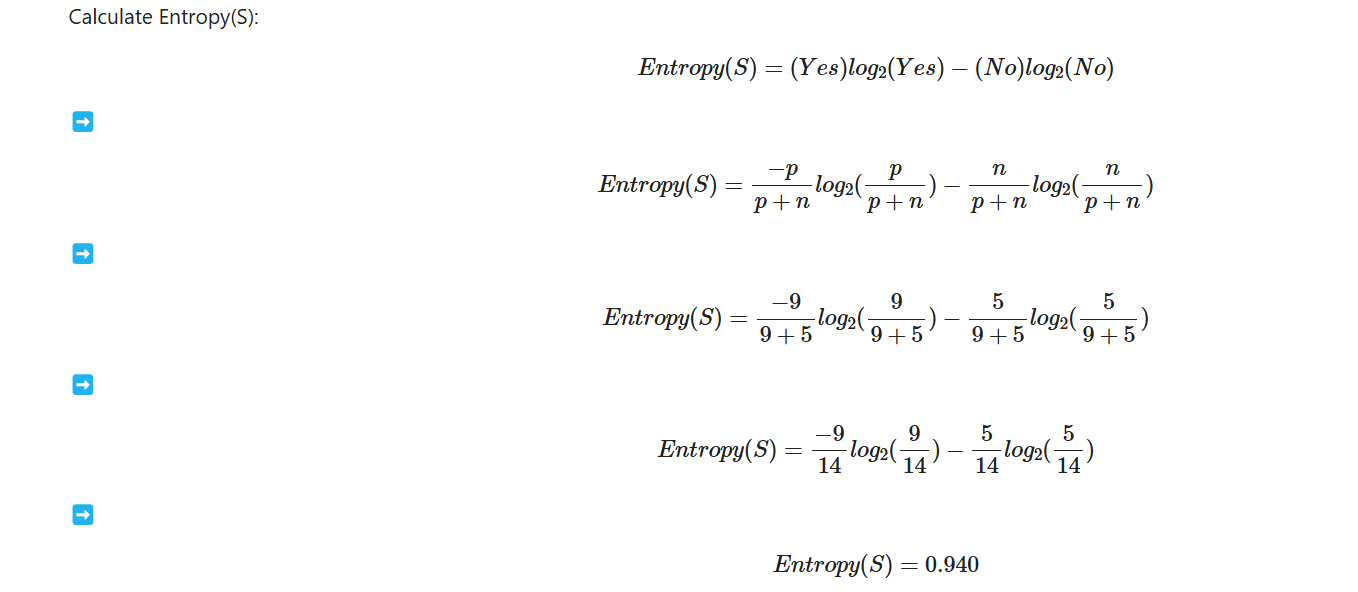 Calculate Entropy(S):
Entropy(S) = (Yes)log₂(Yes) − (No)log₂(No)
➡
Entropy(S) = −p/(p + n) log₂(p/(p + n)) − n/(p + n) log₂(n/(p + n))
➡
Entropy(S) = −9/(9 + 5) log₂(9/(9 + 5)) − 5/(9 + 5) log₂(5/(9 + 5))
➡
Entropy(S) = −9/14 log₂(9/14) − 5/14 log₂(5/14)
➡
Entropy(S) = 0.940